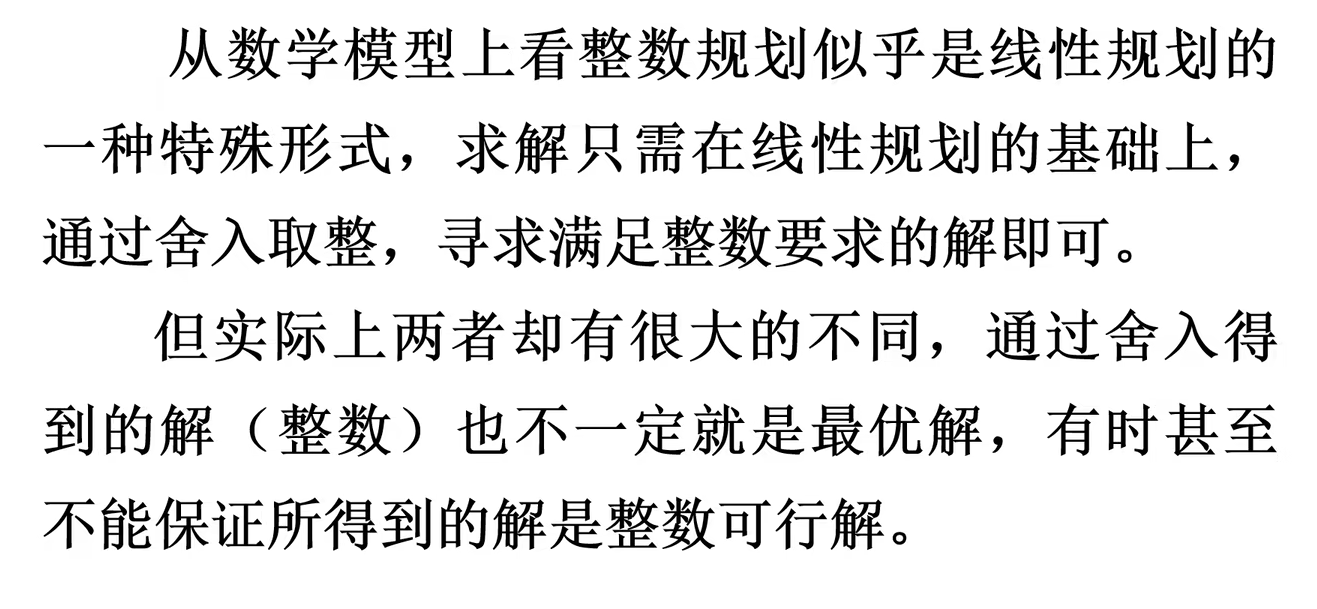 从数学模型上看整数规划似乎是线性规划的
一种特殊形式，求解只需在线性规划的基础上，
通过舍入取整，寻求满足整数要求的解即可。
但实际上两者却有很大的不同，通过舍入得
到的解（整数）也不一定就是最优解，有时甚至
不能保证所得到的解是整数可行解。